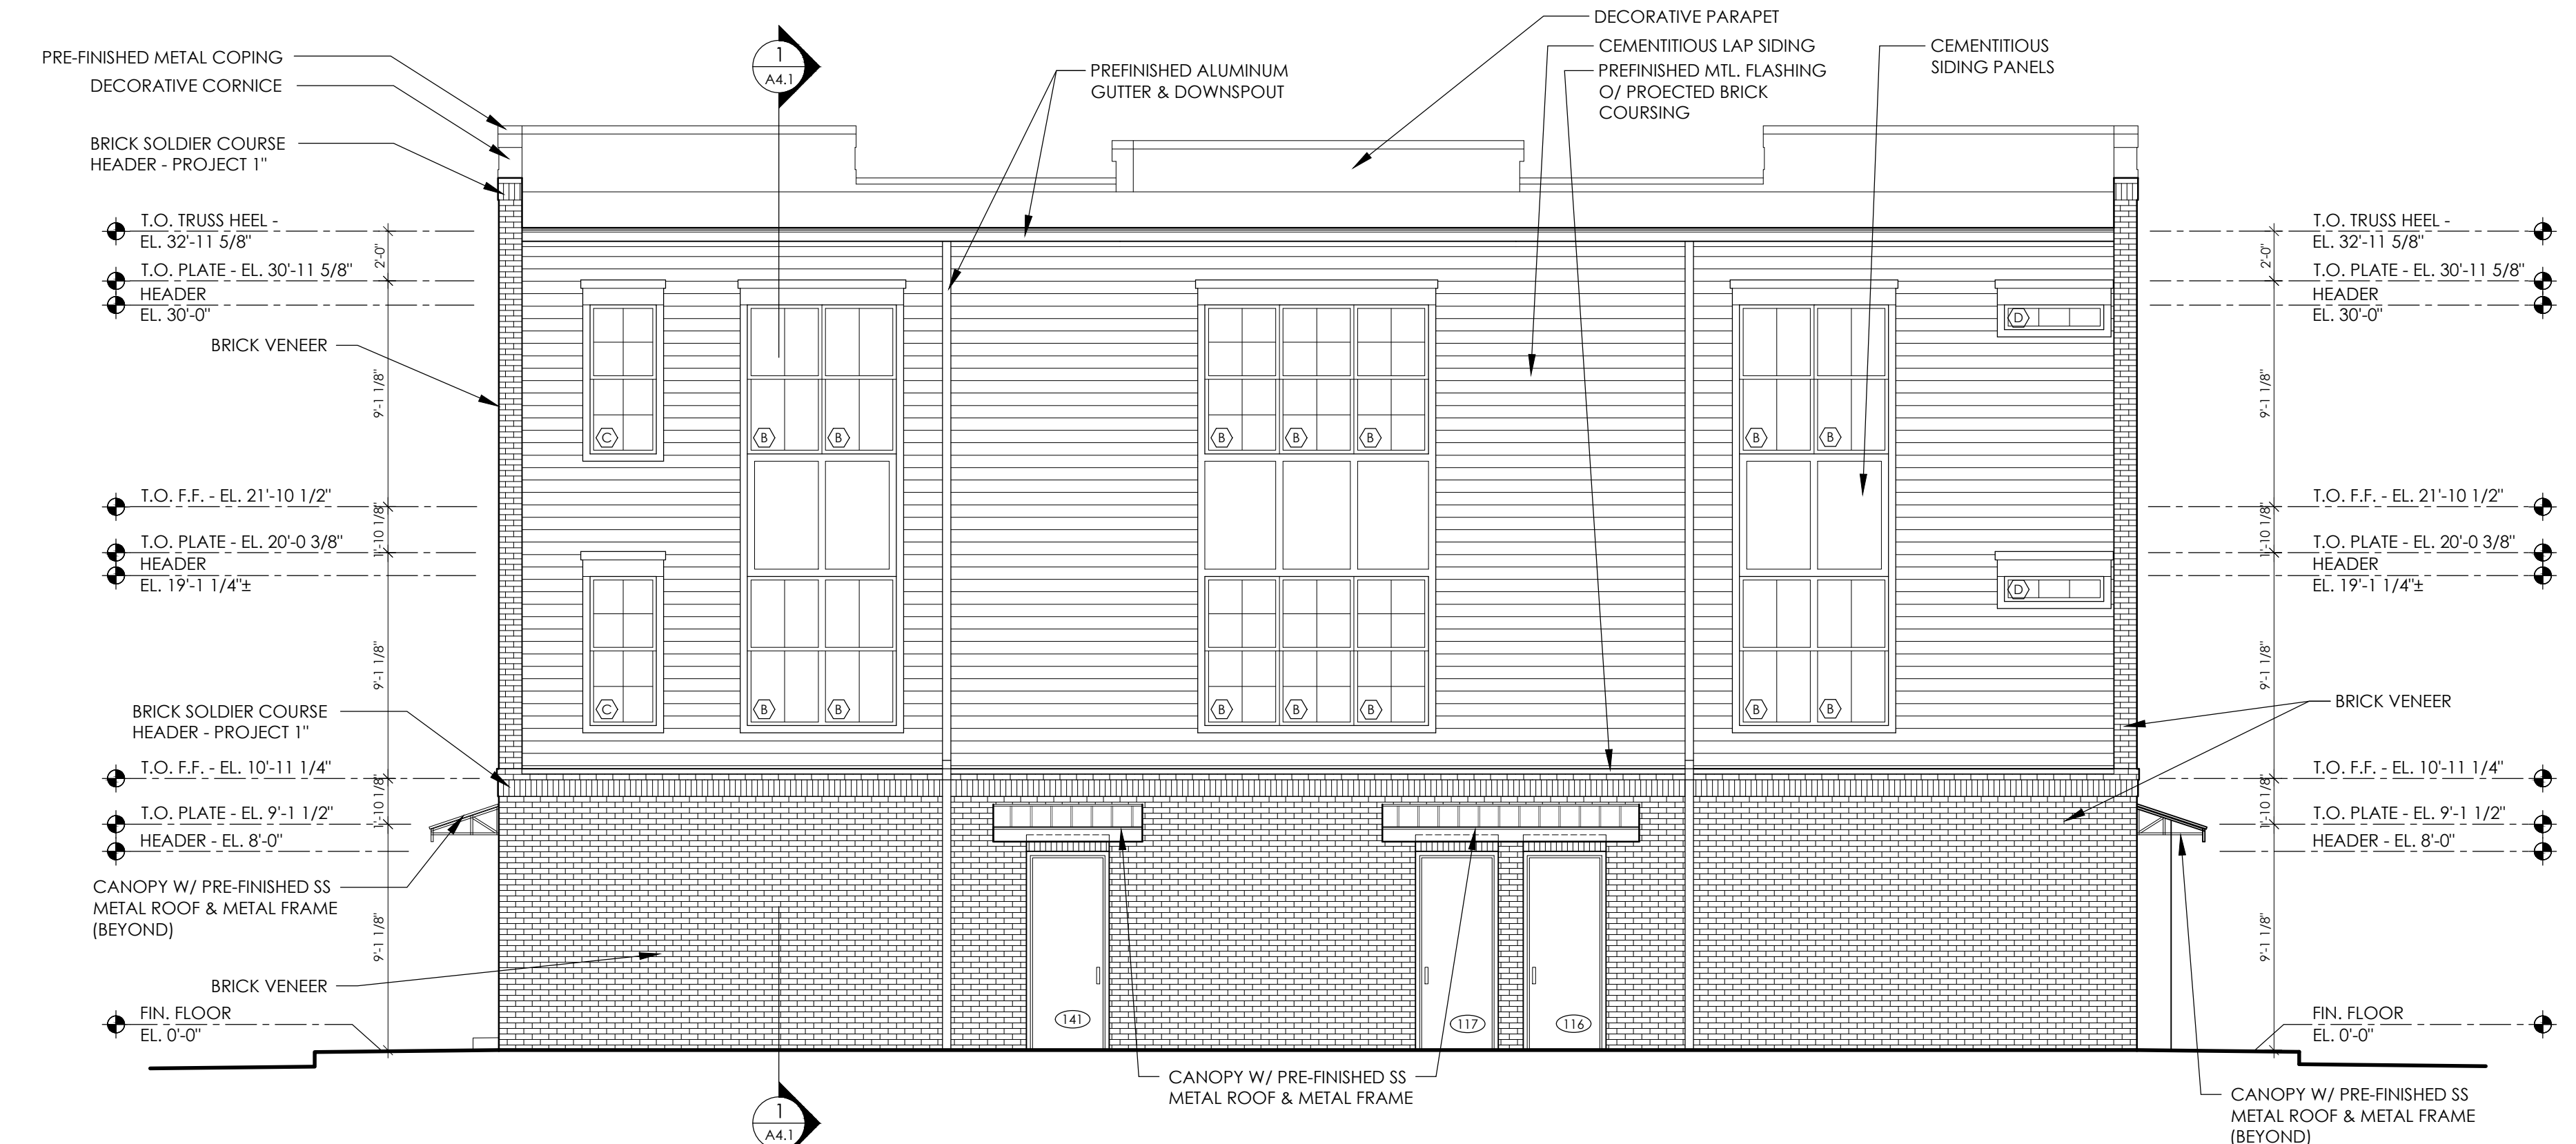 DECORATIVE PARAPET
PRE-FINISHED METAL COPING
DECORATIVE CORNICE
1
A4.1
PREFINISHED ALUMINUM
GUTTER & DOWNSPOUT
CEMENTITIOUS LAP SIDING
PREFINISHED MTL. FLASHING
O/ PROECTED BRICK
COURSING
CEMENTITIOUS
SIDING PANELS
BRICK SOLDIER COURSE
HEADER - PROJECT 1"
T.O. TRUSS HEEL -
EL. 32'-11 5/8"
2'-0"
T.O. PLATE - EL. 30'-11 5/8"
HEADER
EL. 30'-0"
BRICK VENEER
9'-1 1/8"
T.O. F.F. - EL. 21'-10 1/2"
1'-10 1/8"
T.O. PLATE - EL. 20'-0 3/8"
HEADER
EL. 19'-1 1/4"±
9'-1 1/8"
BRICK SOLDIER COURSE
HEADER - PROJECT 1"
T.O. F.F. - EL. 10'-11 1/4"
1'-10 1/8"
T.O. PLATE - EL. 9'-1 1/2"
HEADER - EL. 8'-0"
CANOPY W/ PRE-FINISHED SS
METAL ROOF & METAL FRAME
(BEYOND)
9'-1 1/8"
BRICK VENEER
FIN. FLOOR
EL. 0'-0"
C B B B B B B B D
D
C B B B B B B B
141
117
116
CANOPY W/ PRE-FINISHED SS
METAL ROOF & METAL FRAME
1
A4.1
T.O. TRUSS HEEL -
EL. 32'-11 5/8"
2'-0"
T.O. PLATE - EL. 30'-11 5/8"
HEADER
EL. 30'-0"
9'-1 1/8"
T.O. F.F. - EL. 21'-10 1/2"
1'-10 1/8"
T.O. PLATE - EL. 20'-0 3/8"
HEADER
EL. 19'-1 1/4"±
9'-1 1/8"
BRICK VENEER
T.O. F.F. - EL. 10'-11 1/4"
1'-10 1/8"
T.O. PLATE - EL. 9'-1 1/2"
HEADER - EL. 8'-0"
9'-1 1/8"
FIN. FLOOR
EL. 0'-0"
CANOPY W/ PRE-FINISHED SS
METAL ROOF & METAL FRAME
(BEYOND)